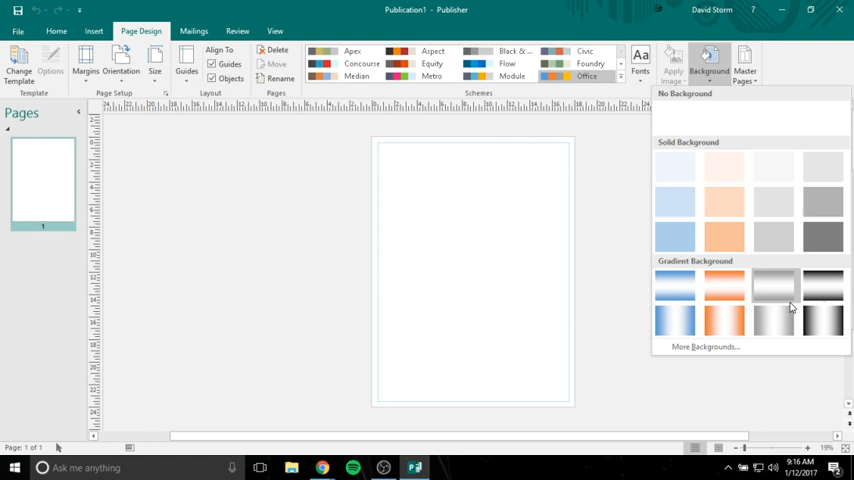 Publication1 - Publisher
David Storm
?
File
Home
Insert
Page Design
Mailings
Review
View
Change Template
Options
Template
Margins
Orientation
Size
Page Setup
Guides
Align To
Guides
Objects
Layout
Delete
Move
Rename
Pages
Apex
Aspect
Black & ...
Civic
Concourse
Equity
Flow
Foundry
Median
Metro
Module
Office
Schemes
Fonts
Apply Image
Background
Master Pages
No Background
Solid Background
Gradient Background
More Backgrounds...
Pages
1
Page: 1 of 1
19%
Ask me anything
9:16 AM
1/12/2017
2